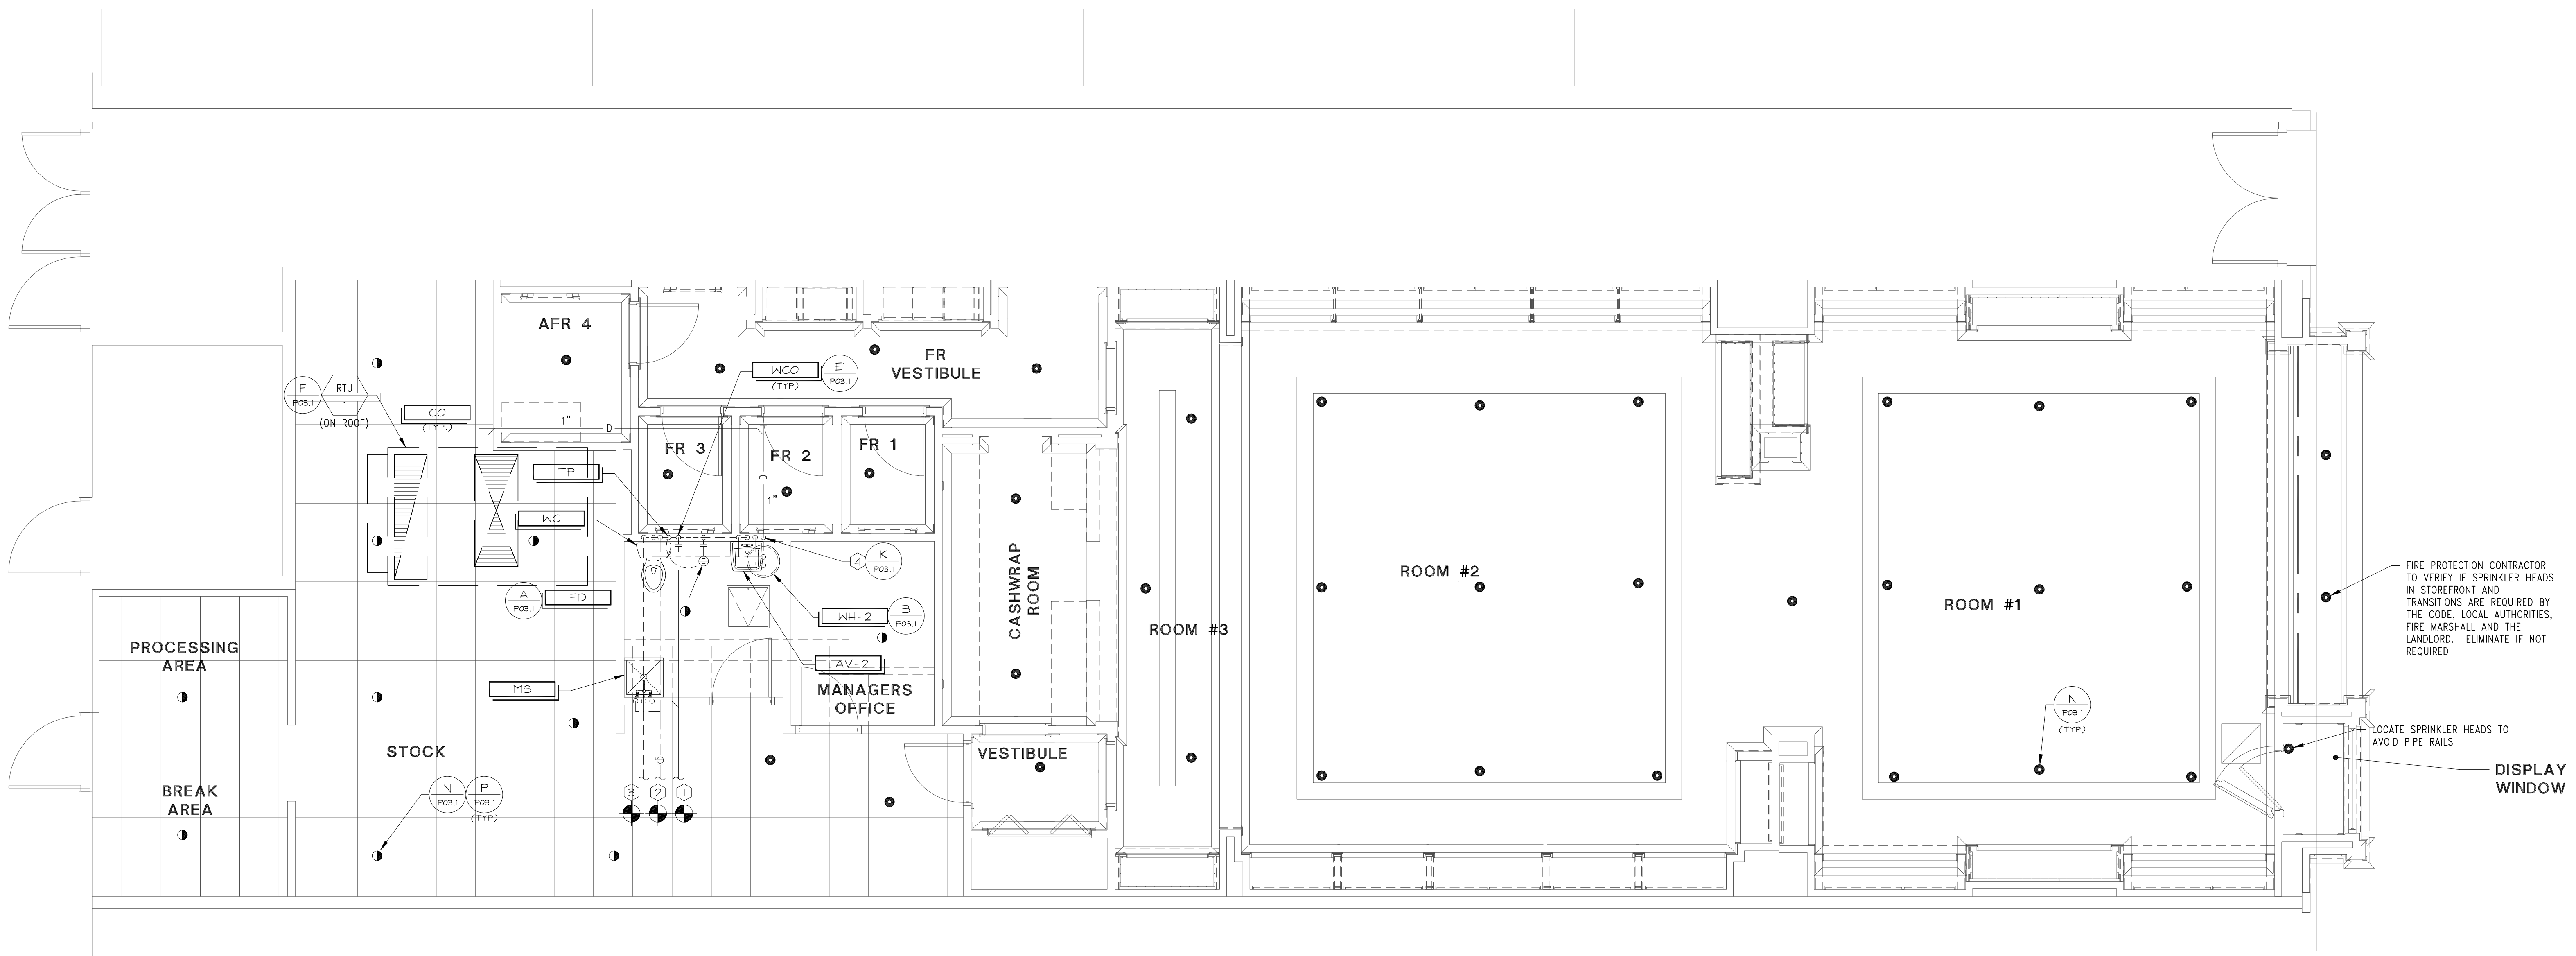 AFR 4
FR
VESTIBULE
WCO
(TYP)
E1
P03.1
F
P03.1
RTU
1
(ON ROOF)
CO
(TYP.)
1"
D
FR 3
FR 2
FR 1
D
1"
TP
WC
A
P03.1
FD
4
K
P03.1
WH-2
B
P03.1
LAV-2
MS
MANAGERS
OFFICE
CASHWRAP
ROOM
ROOM #3
ROOM #2
ROOM #1
PROCESSING
AREA
STOCK
BREAK
AREA
N
P03.1
P
P03.1
(TYP)
3
2
1
VESTIBULE
N
P03.1
(TYP)
FIRE PROTECTION CONTRACTOR
TO VERIFY IF SPRINKLER HEADS
IN STOREFRONT AND
TRANSITIONS ARE REQUIRED BY
THE CODE, LOCAL AUTHORITIES,
FIRE MARSHALL AND THE
LANDLORD. ELIMINATE IF NOT
REQUIRED
LOCATE SPRINKLER HEADS TO
AVOID PIPE RAILS
DISPLAY
WINDOW